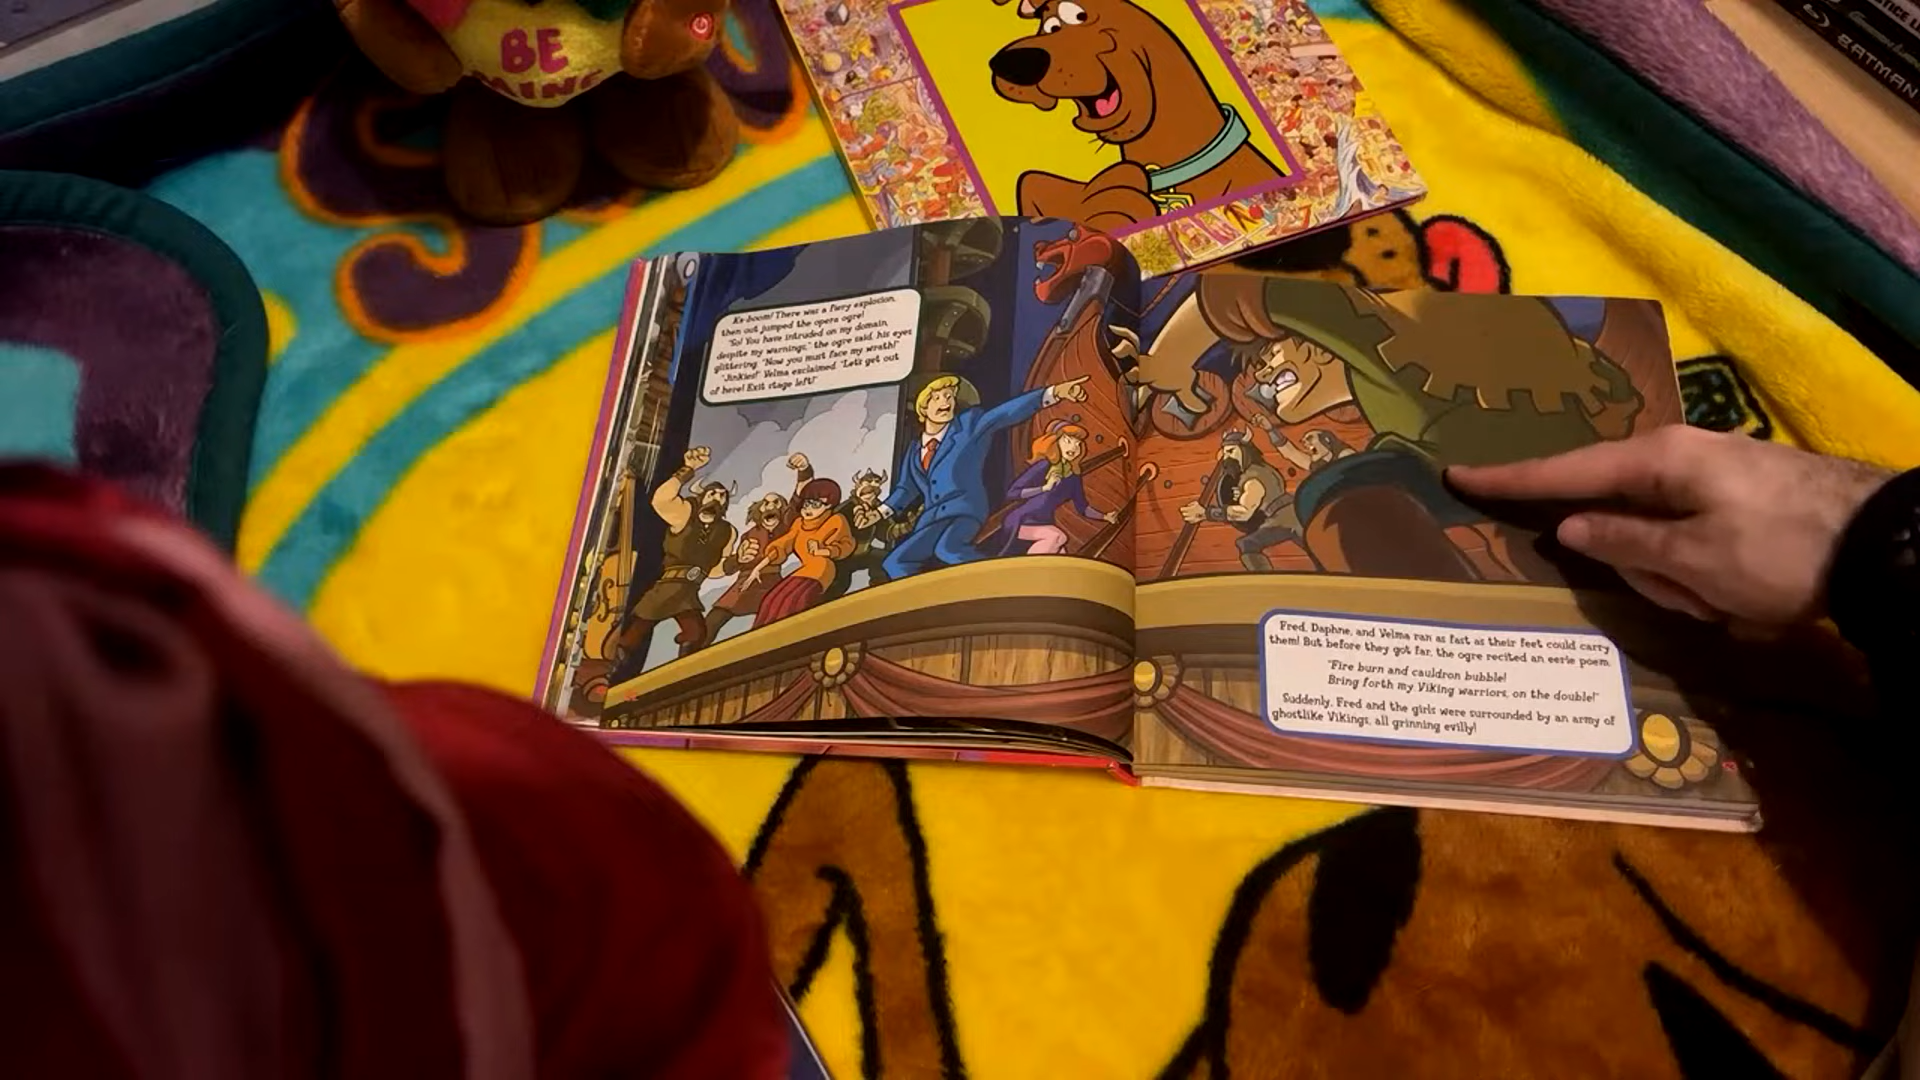 BE
MINE
BATMAN
Ka-boom! There was a fiery explosion,
then out jumped the opera ogre!
"So! You have intruded on my domain,
despite my warnings," the ogre said, his eyes
glittering. "Now you must face my wrath!"
"Jinkies!" Velma exclaimed. "Let's get out
of here! Exit stage left!"
Fred, Daphne, and Velma ran as fast as their feet could carry
them! But before they got far, the ogre recited an eerie poem.
"Fire burn and cauldron bubble!
Bring forth my Viking warriors, on the double!"
Suddenly, Fred and the girls were surrounded by an army of
ghostlike Vikings, all grinning evilly!